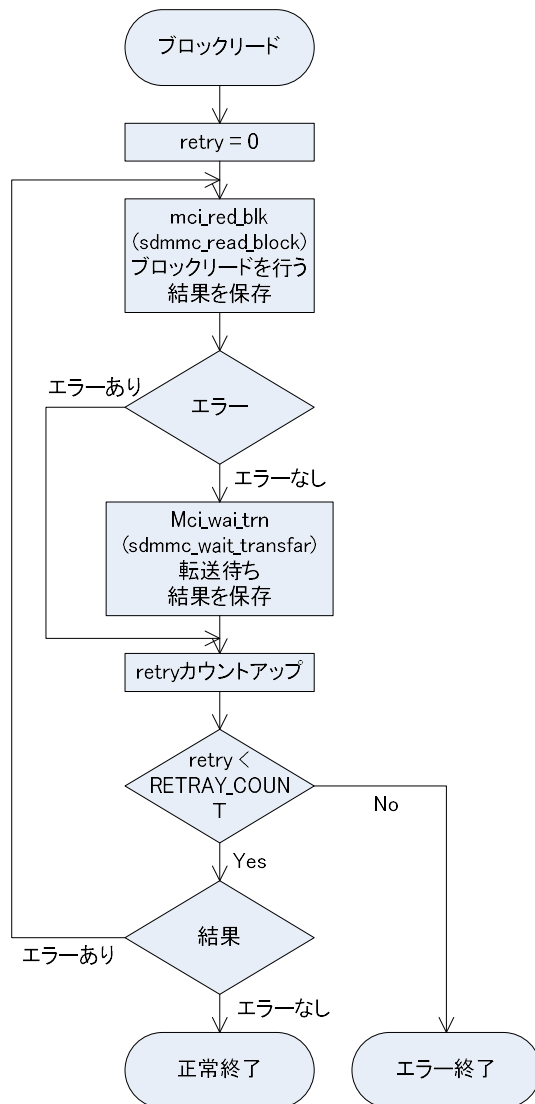 ブロックリード
retry = 0
mci_red_blk
(sdmmc_read_block)
ブロックリードを行う
結果を保存
エラーあり
エラー
エラーなし
Mci_wai_trn
(sdmmc_wait_transfar)
転送待ち
結果を保存
retryカウントアップ
retry <
RETRAY_COUN
T
No
Yes
結果
エラーあり
エラーなし
正常終了
エラー終了